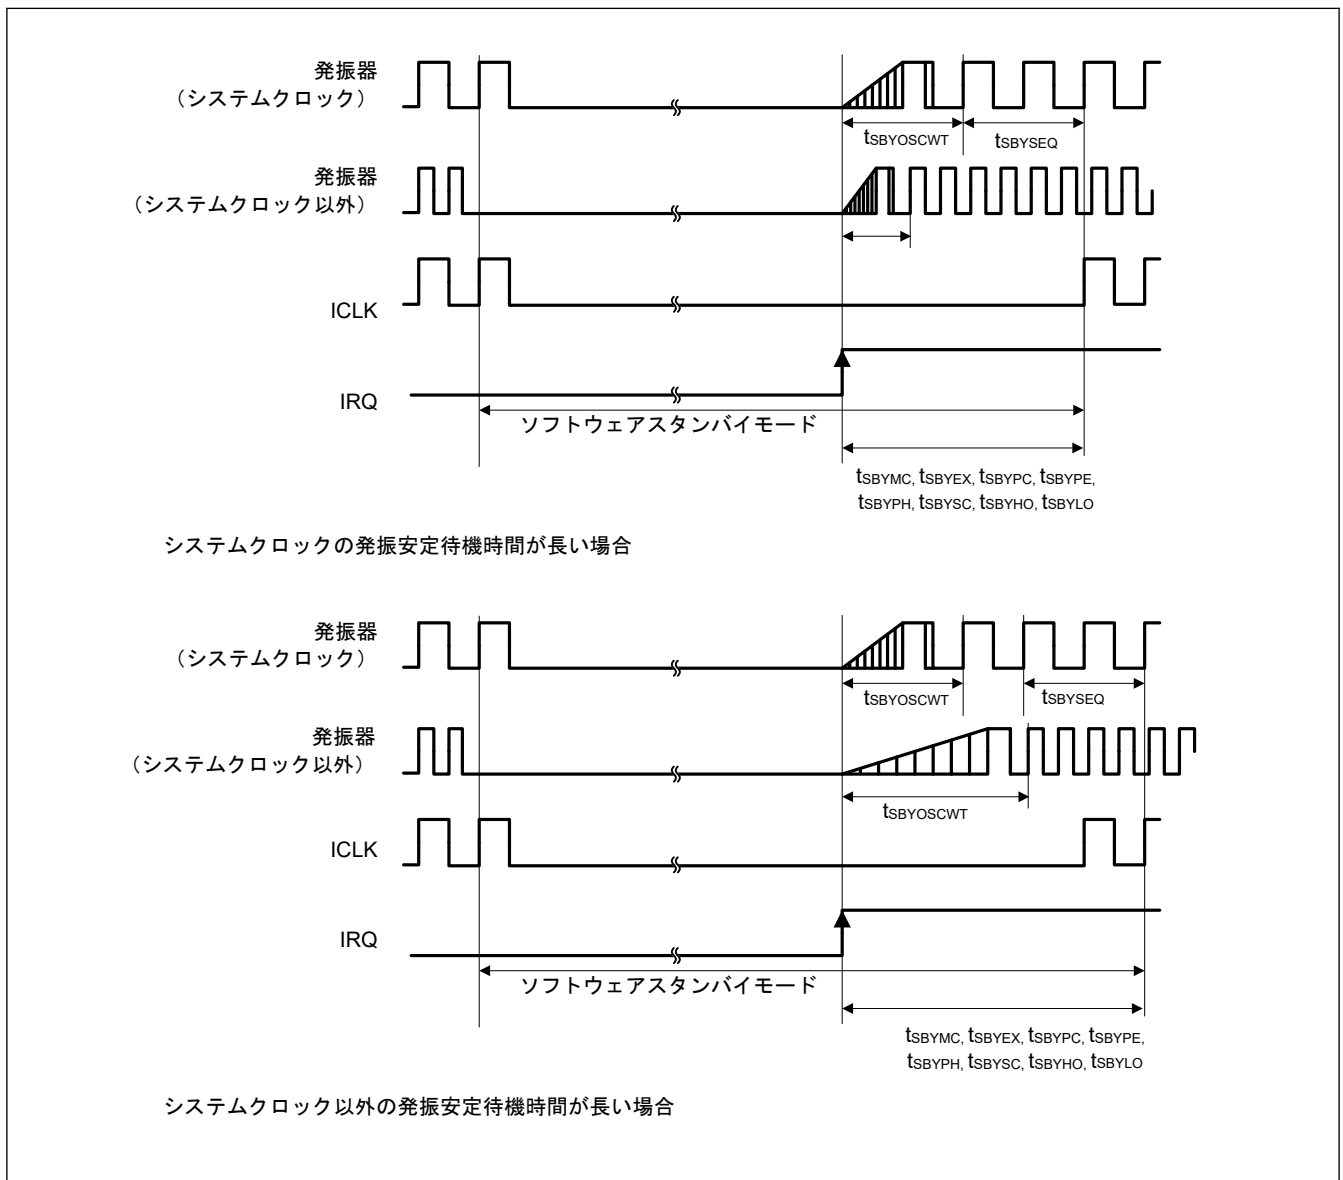 発振器
（システムクロック）
tSBYOSCWT
tSBYSEQ
発振器
（システムクロック以外）
ICLK
IRQ
ソフトウェアスタンバイモード
tSBYMC, tSBYEX, tSBYPC, tSBYPE,
tSBYPH, tSBYSC, tSBYHO, tSBYLO
システムクロックの発振安定待機時間が長い場合
発振器
（システムクロック）
tSBYOSCWT
tSBYSEQ
発振器
（システムクロック以外）
tSBYOSCWT
ICLK
IRQ
ソフトウェアスタンバイモード
tSBYMC, tSBYEX, tSBYPC, tSBYPE,
tSBYPH, tSBYSC, tSBYHO, tSBYLO
システムクロック以外の発振安定待機時間が長い場合